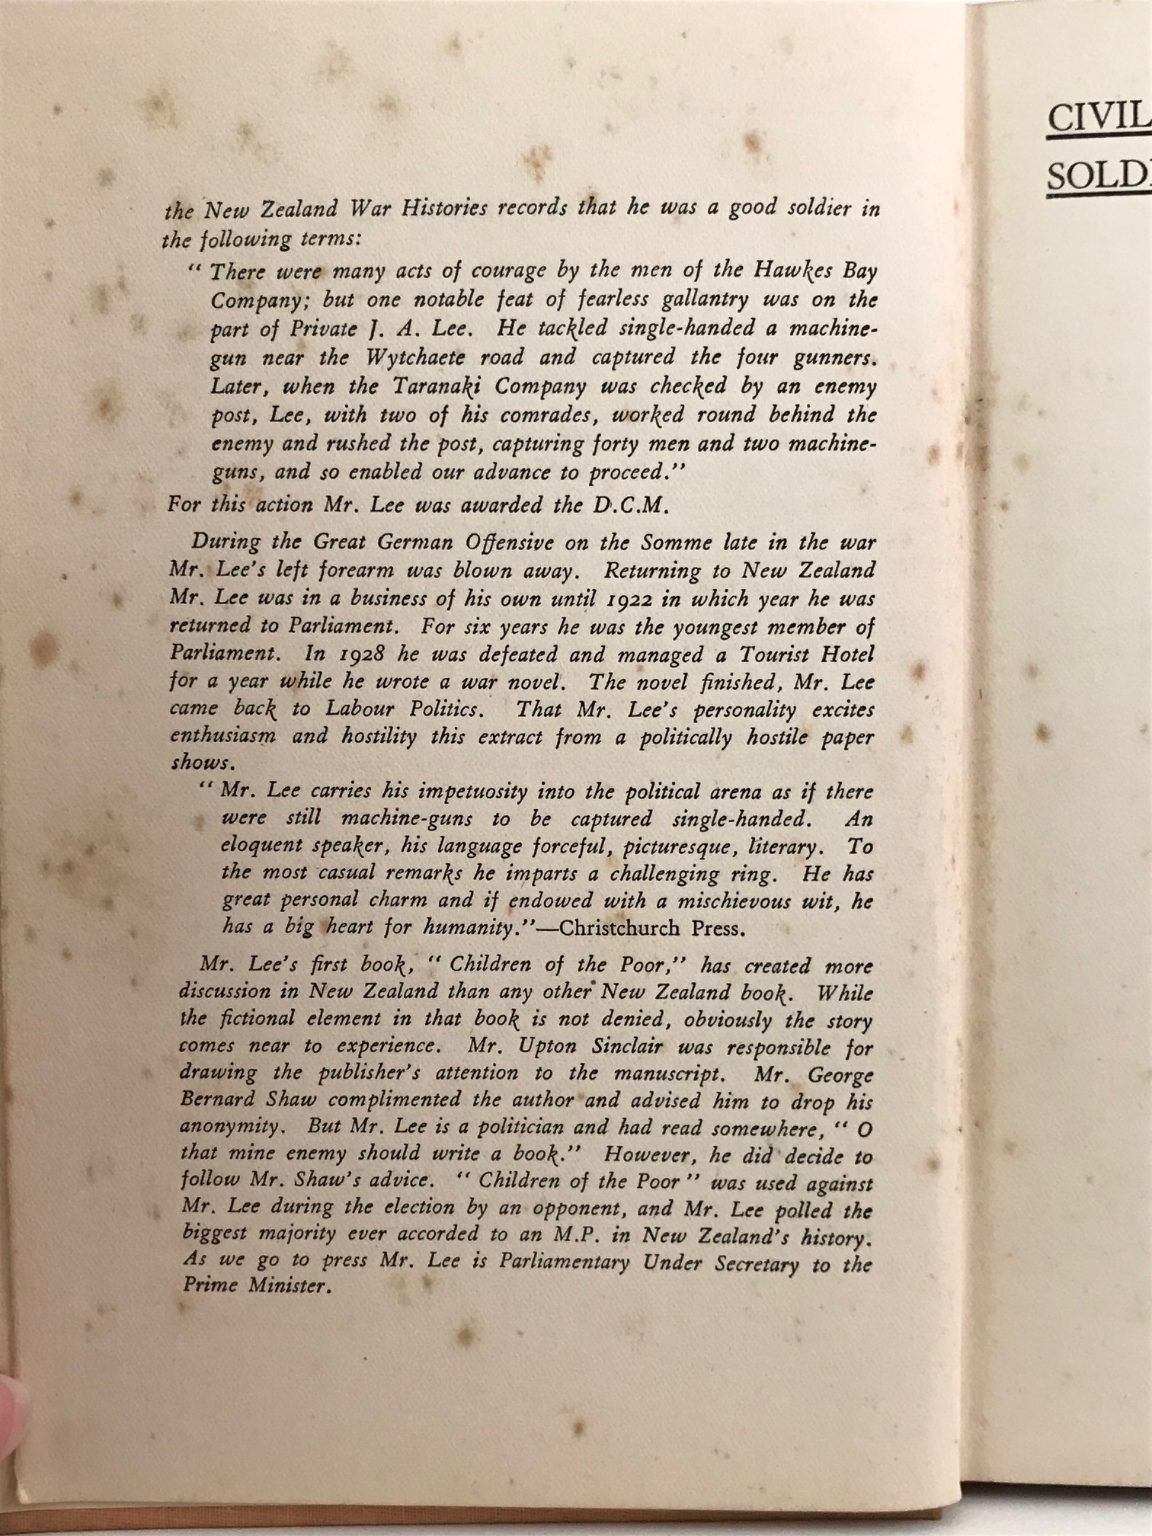 the New Zealand War Histories records that he was a good soldier in
the following terms:
“ There were many acts of courage by the men of the Hawkes Bay
Company; but one notable feat of fearless gallantry was on the
part of Private J. A. Lee. He tackled single-handed a machine-
gun near the Wytchaete road and captured the four gunners.
Later, when the Taranaki Company was checked by an enemy
post, Lee, with two of his comrades, worked round behind the
enemy and rushed the post, capturing forty men and two machine-
guns, and so enabled our advance to proceed.”
For this action Mr. Lee was awarded the D.C.M.
During the Great German Offensive on the Somme late in the war
Mr. Lee’s left forearm was blown away. Returning to New Zealand
Mr. Lee was in a business of his own until 1922 in which year he was
returned to Parliament. For six years he was the youngest member of
Parliament. In 1928 he was defeated and managed a Tourist Hotel
for a year while he wrote a war novel. The novel finished, Mr. Lee
came back to Labour Politics. That Mr. Lee’s personality excites
enthusiasm and hostility this extract from a politically hostile paper
shows.
“ Mr. Lee carries his impetuosity into the political arena as if there
were still machine-guns to be captured single-handed. An
eloquent speaker, his language forceful, picturesque, literary. To
the most casual remarks he imparts a challenging ring. He has
great personal charm and if endowed with a mischievous wit, he
has a big heart for humanity.”—Christchurch Press.
Mr. Lee’s first book, “ Children of the Poor,” has created more
discussion in New Zealand than any other New Zealand book. While
the fictional element in that book is not denied, obviously the story
comes near to experience. Mr. Upton Sinclair was responsible for
drawing the publisher’s attention to the manuscript. Mr. George
Bernard Shaw complimented the author and advised him to drop his
anonymity. But Mr. Lee is a politician and had read somewhere, “ O
that mine enemy should write a book.” However, he did decide to
follow Mr. Shaw’s advice. “ Children of the Poor ” was used against
Mr. Lee during the election by an opponent, and Mr. Lee polled the
biggest majority ever accorded to an M.P. in New Zealand’s history.
As we go to press Mr. Lee is Parliamentary Under Secretary to the
Prime Minister.
CIVIL
SOLD